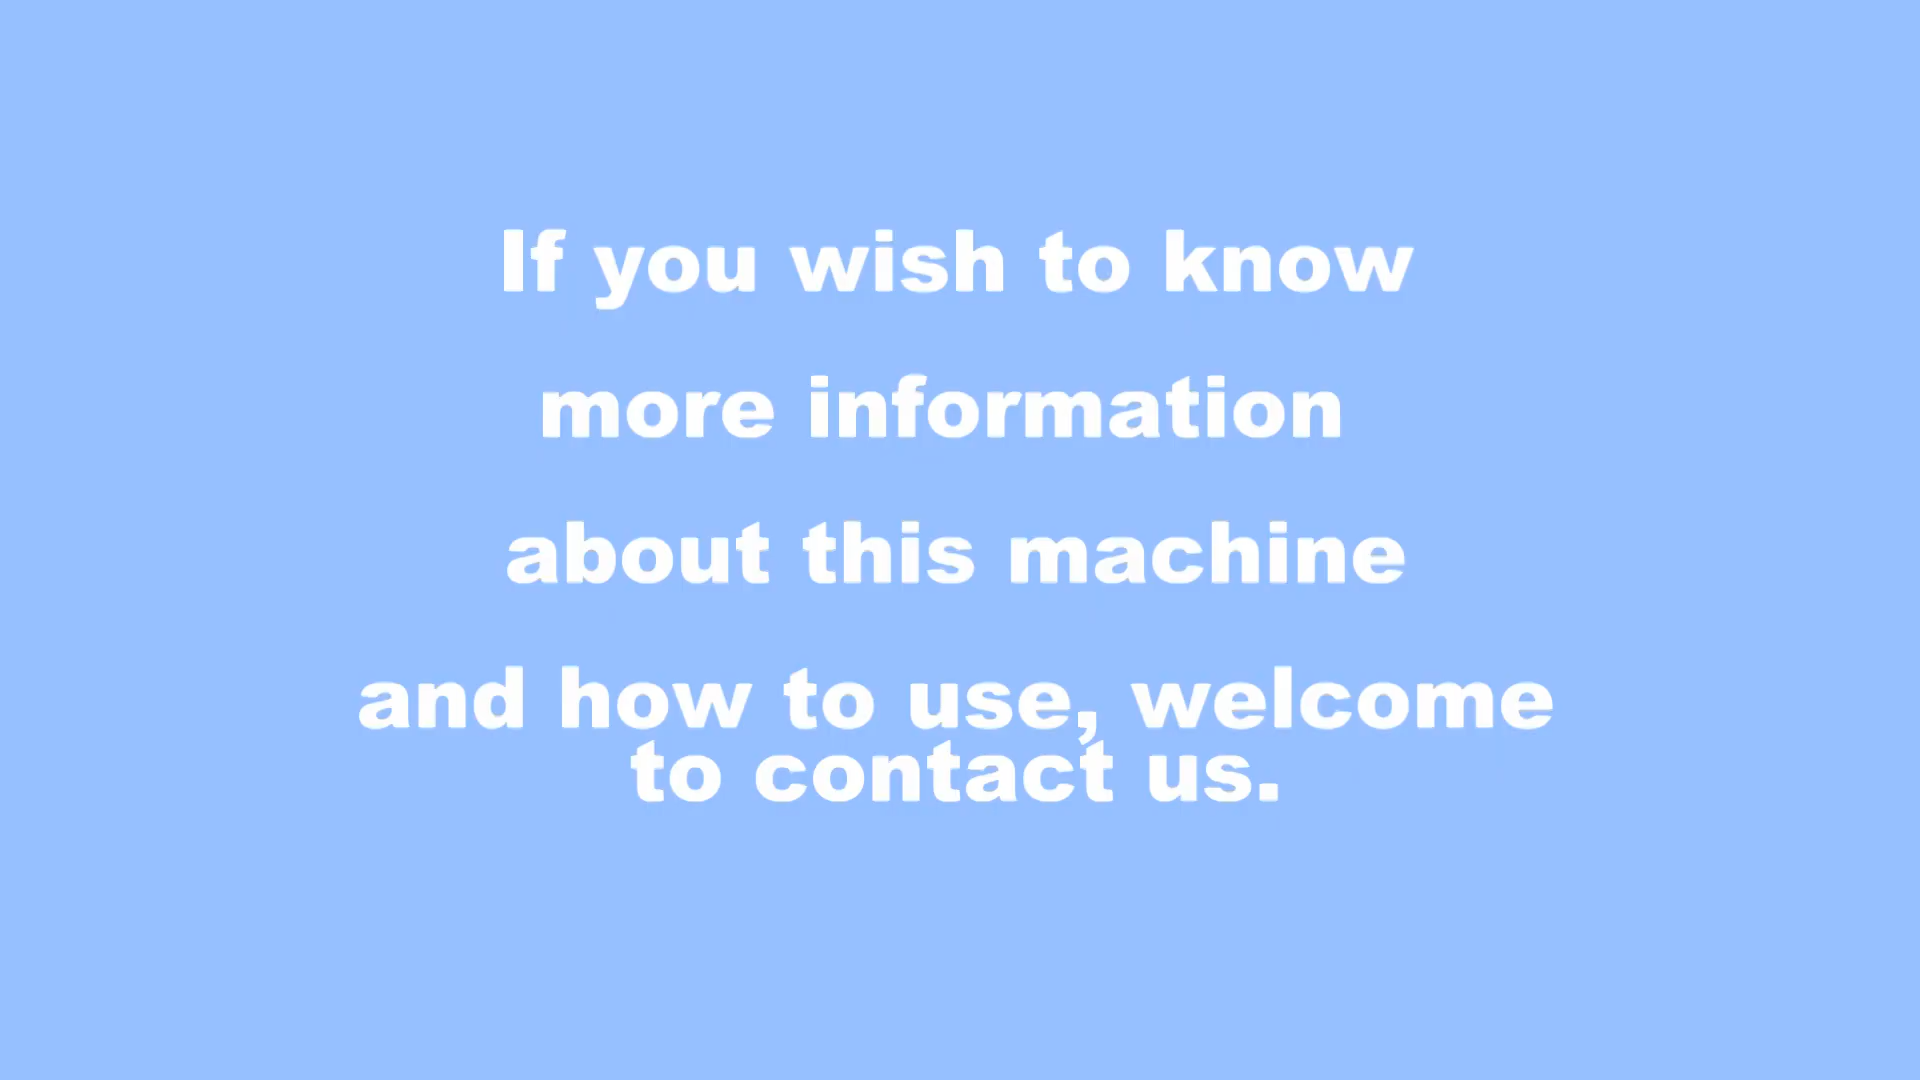 If you wish to know
more information
about this machine
and how to use, welcome
to contact us.